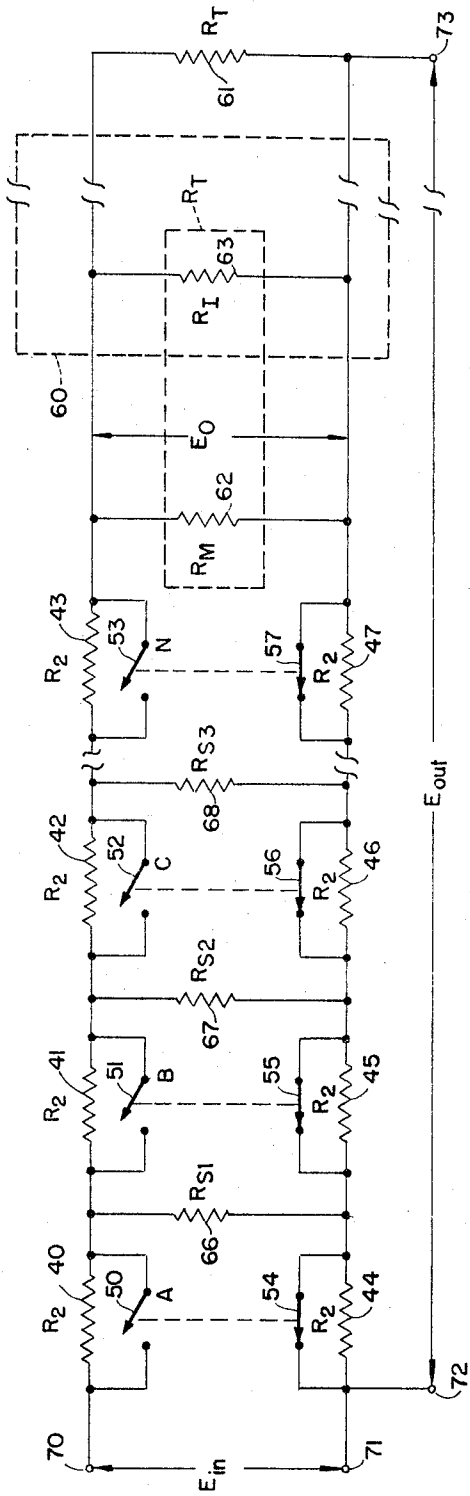 70
E_in
71
R_2
40
50
A
54
R_2
44
R_S1
66
R_2
41
51
B
55
R_2
45
R_S2
67
R_2
42
52
C
56
R_2
46
R_S3
68
R_2
43
53
N
57
R_2
47
R_M
62
E_O
60
R_T
R_I
63
R_T
61
72
E_out
73